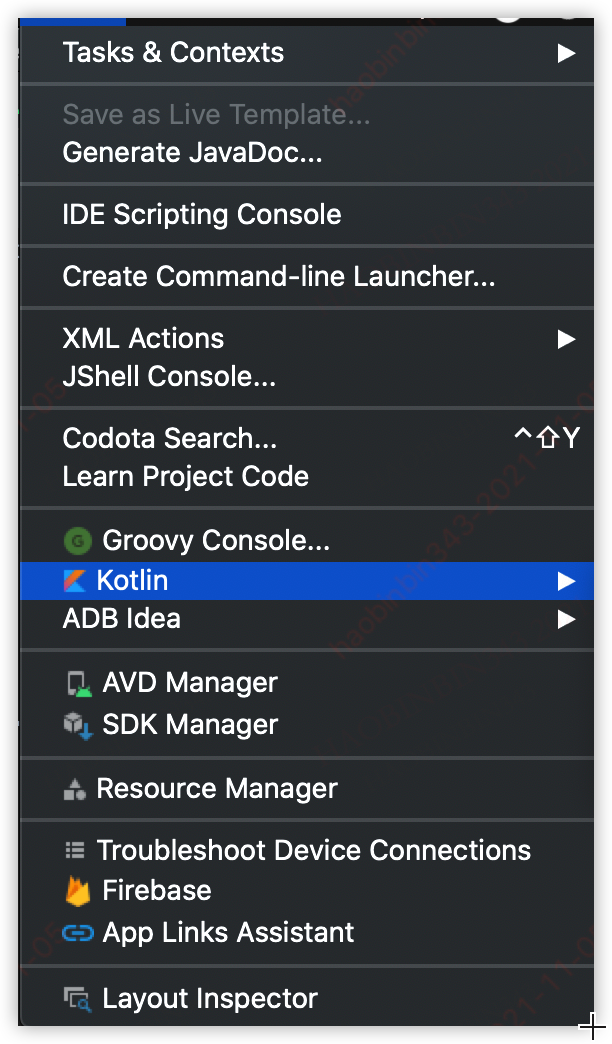 Tasks & Contexts ▶
Save as Live Template...
Generate JavaDoc...
IDE Scripting Console
Create Command-line Launcher...
XML Actions ▶
JShell Console...
Codota Search... ^⇧Y
Learn Project Code
G Groovy Console...
Kotlin ▶
ADB Idea ▶
AVD Manager
SDK Manager
Resource Manager
Troubleshoot Device Connections
Firebase
App Links Assistant
Layout Inspector